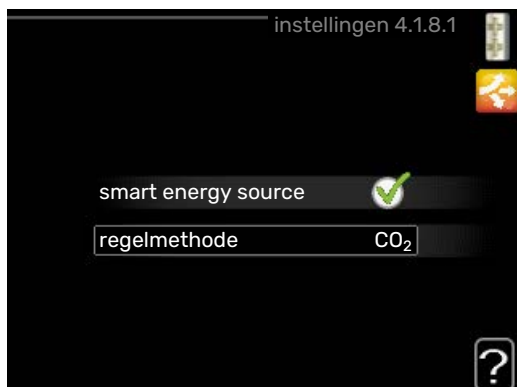 instellingen 4.1.8.1
smart energy source
regelmethode CO₂
?